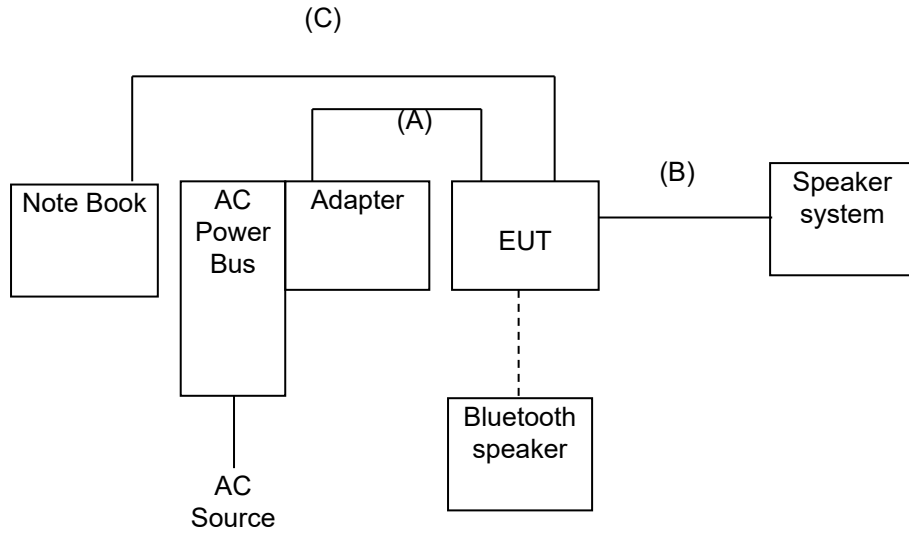 (C)
(A)
(B)
Note Book
AC
Power
Bus
Adapter
EUT
Speaker
system
Bluetooth
speaker
AC
Source